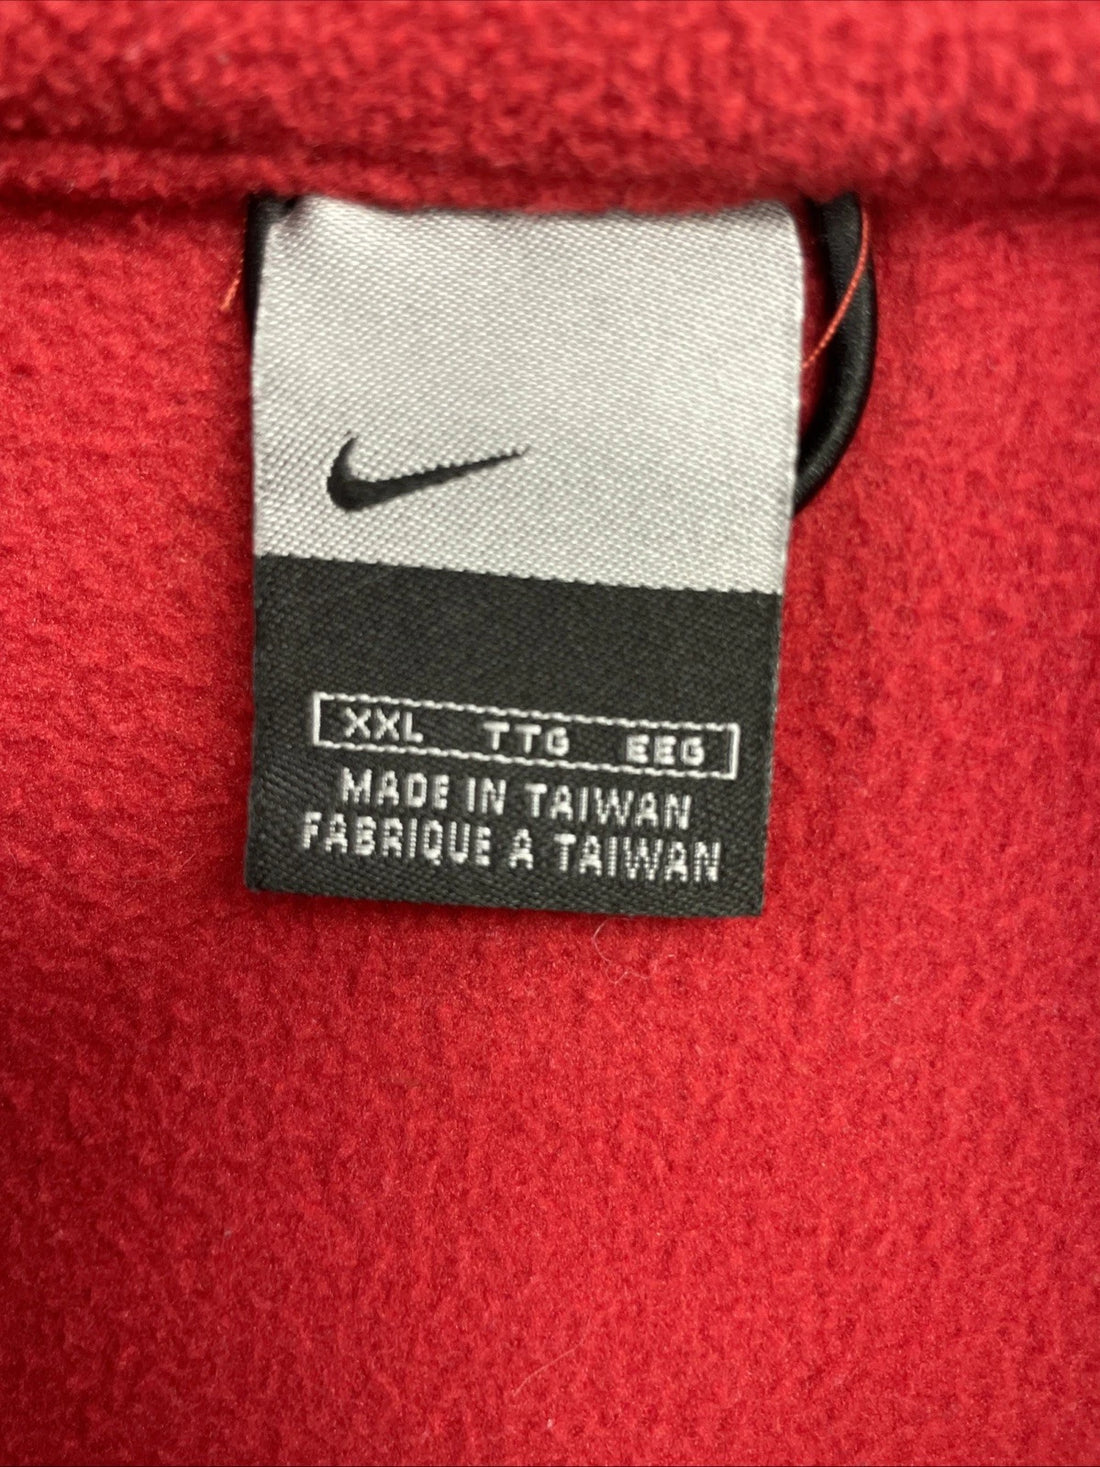 XXL TTG EEG
MADE IN TAIWAN
FABRIQUE A TAIWAN